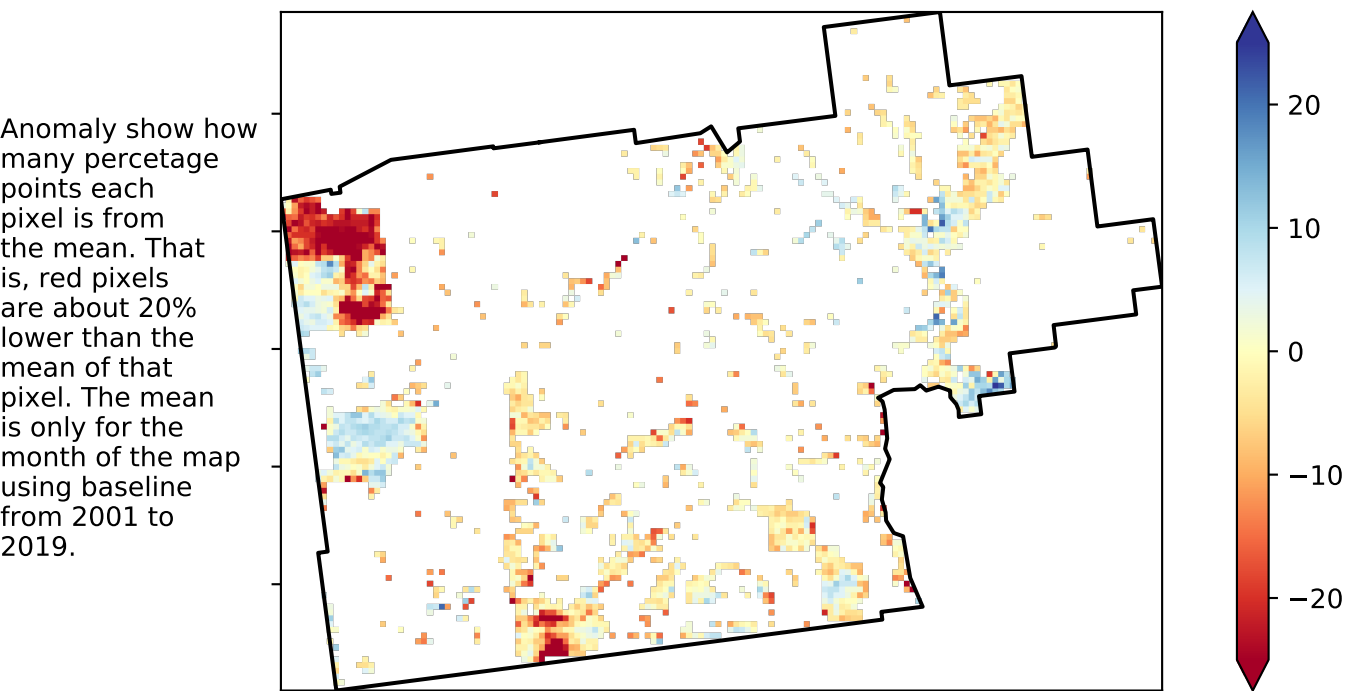 Anomaly show how
many percetage
points each
pixel is from
the mean. That
is, red pixels
are about 20%
lower than the
mean of that
pixel. The mean
is only for the
month of the map
using baseline
from 2001 to
2019.
20
10
0
−10
−20